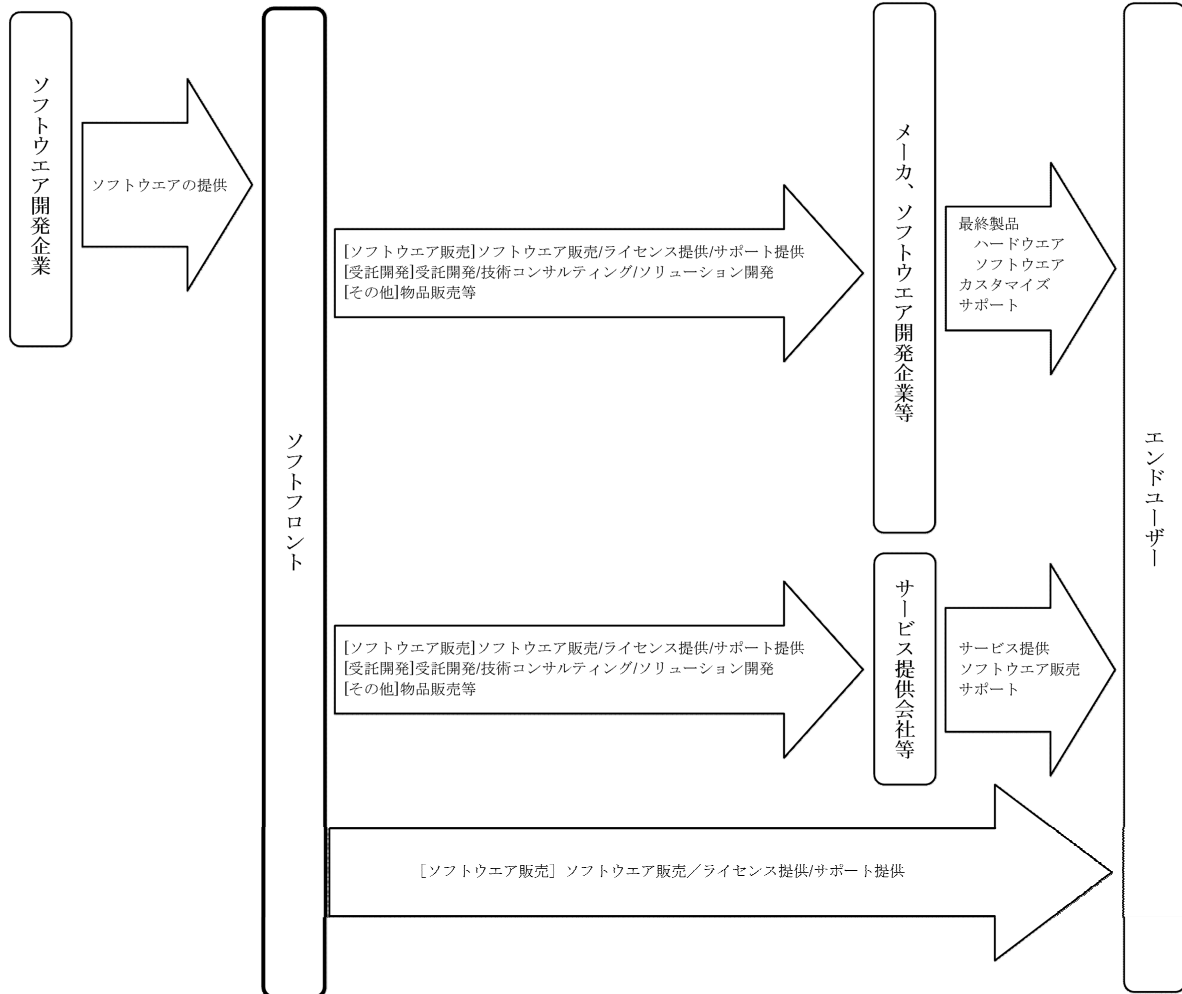 ソフトウエア開発企業
ソフトウエアの提供
ソフトフロント
[ソフトウエア販売]ソフトウエア販売/ライセンス提供/サポート提供
[受託開発]受託開発/技術コンサルティング/ソリューション開発
[その他]物品販売等
メーカ、ソフトウエア開発企業等
最終製品
ハードウエア
ソフトウエア
カスタマイズ
サポート
[ソフトウエア販売]ソフトウエア販売/ライセンス提供/サポート提供
[受託開発]受託開発/技術コンサルティング/ソリューション開発
[その他]物品販売等
サービス提供会社等
サービス提供
ソフトウエア販売
サポート
［ソフトウエア販売］ソフトウエア販売／ライセンス提供/サポート提供
エンドユーザー